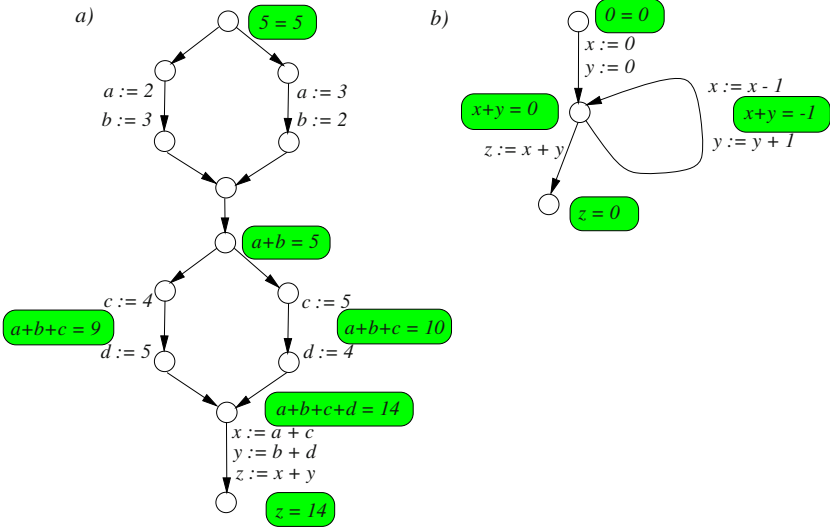 a)
5 = 5
a := 2
a := 3
b := 3
b := 2
a+b = 5
c := 4
c := 5
a+b+c = 9
a+b+c = 10
d := 5
d := 4
a+b+c+d = 14
x := a + c
y := b + d
z := x + y
z = 14
b)
0 = 0
x := 0
y := 0
x := x - 1
x+y = 0
x+y = -1
y := y + 1
z := x + y
z = 0